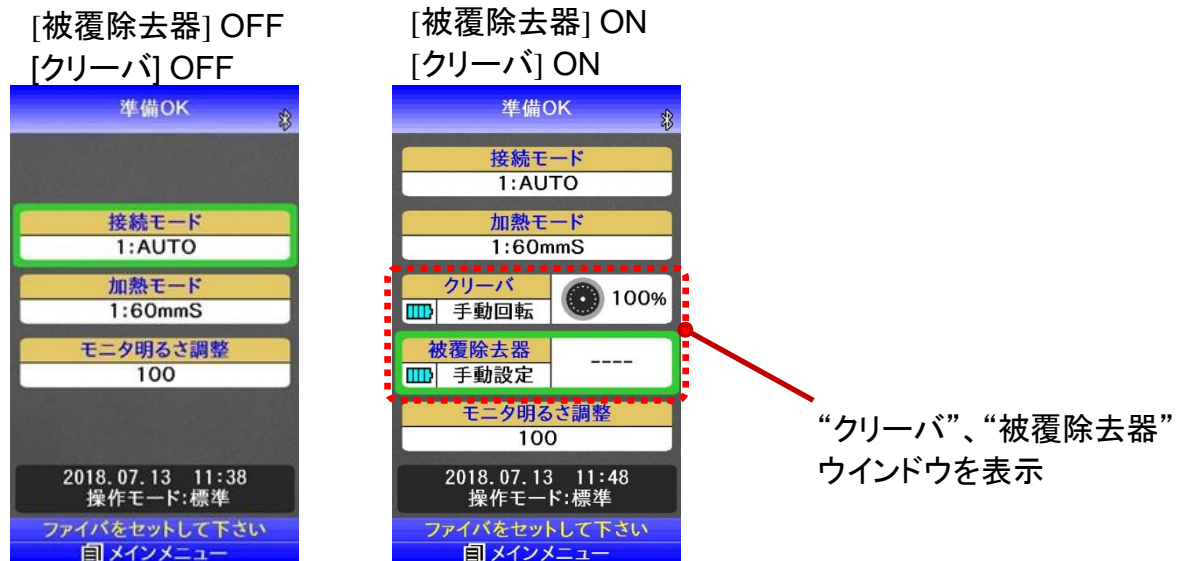 [被覆除去器] OFF
[クリーバ] OFF
準備OK
接続モード
1:AUTO
加熱モード
1:60mmS
モニタ明るさ調整
100
2018.07.13 11:38
操作モード:標準
ファイバをセットして下さい
メインメニュー
[被覆除去器] ON
[クリーバ] ON
準備OK
接続モード
1:AUTO
加熱モード
1:60mmS
クリーバ
手動回転
100%
被覆除去器
手動設定
----
モニタ明るさ調整
100
2018.07.13 11:48
操作モード:標準
ファイバをセットして下さい
メインメニュー
“クリーバ”、“被覆除去器”
ウインドウを表示